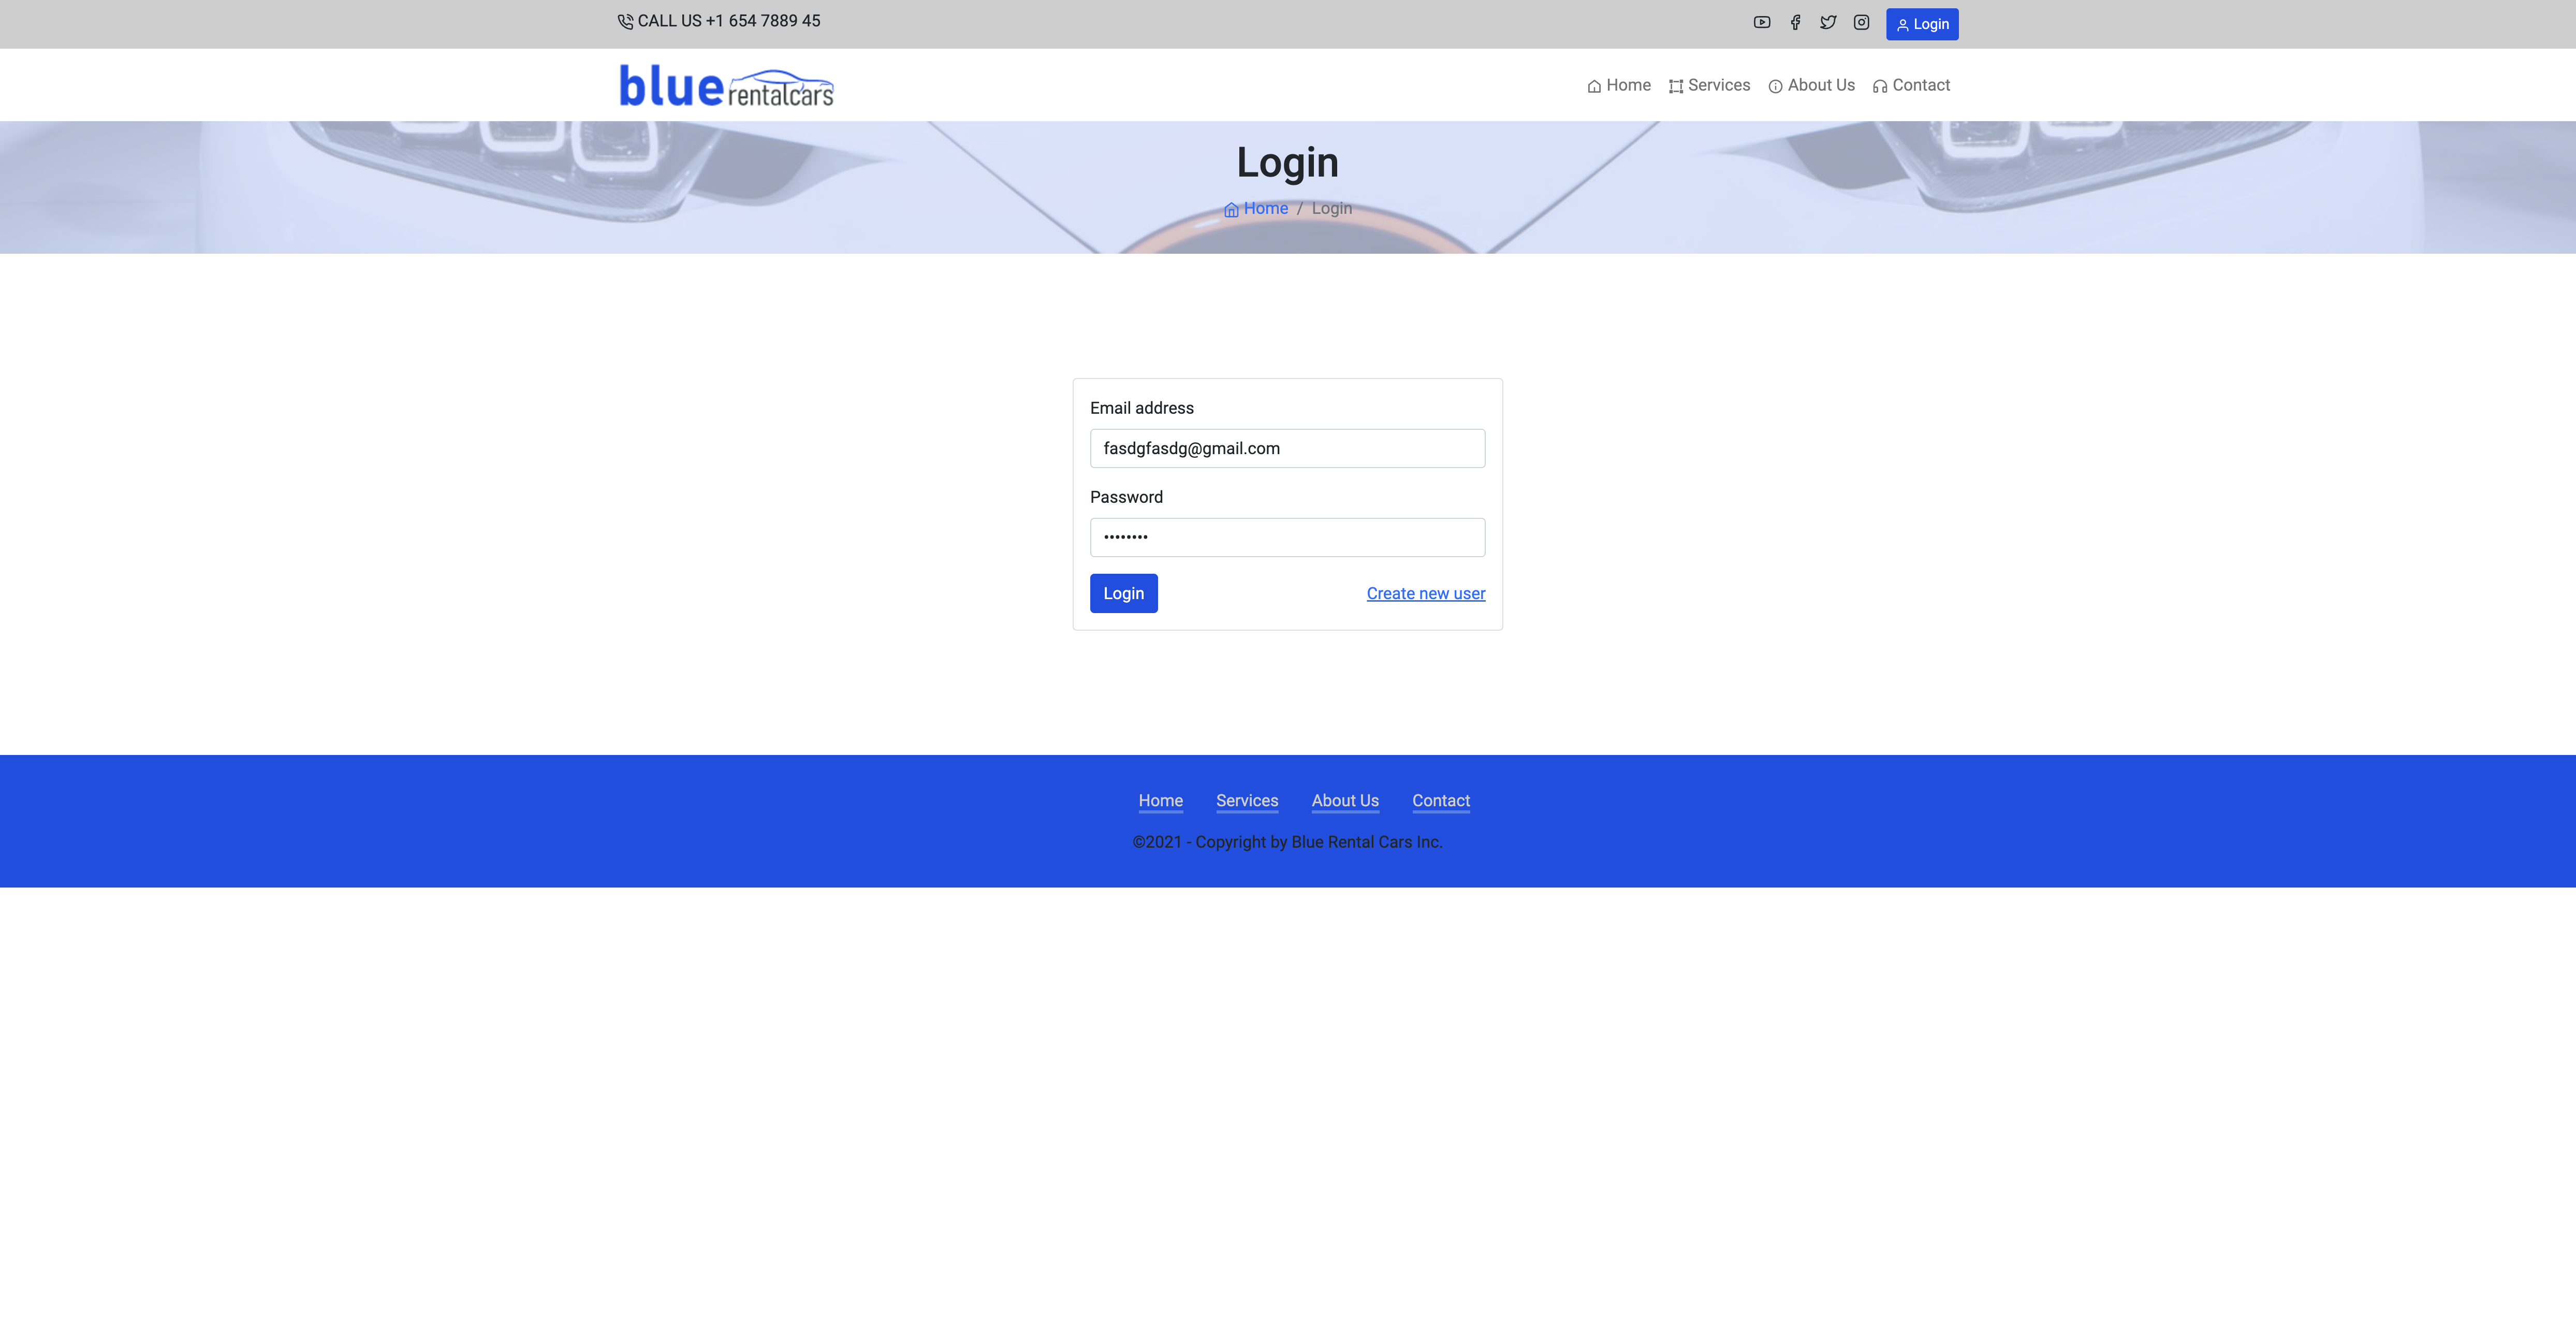 CALL US +1 654 7889 45
Login
blue rentalcars
Home Services About Us Contact
Login
Home / Login
Email address
fasdgfasdg@gmail.com
Password
••••••••
Login Create new user
Home Services About Us Contact
©2021 - Copyright by Blue Rental Cars Inc.